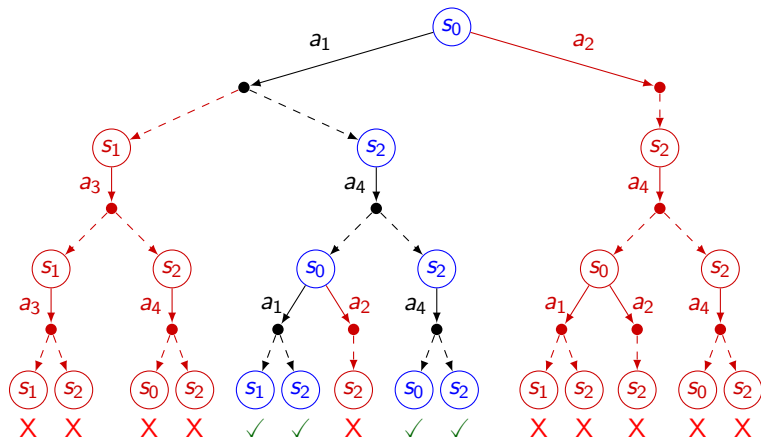 s₀
a₁ a₂
s₁ s₂ s₂
a₃ a₄ a₄
s₁ s₂ s₀ s₂ s₀ s₂
a₃ a₄ a₁ a₂ a₄ a₁ a₂ a₄
s₁ s₂ s₀ s₂ s₁ s₂ s₂ s₀ s₂ s₁ s₂ s₂ s₀ s₂
X X X X ✓ ✓ X ✓ ✓ X X X X X